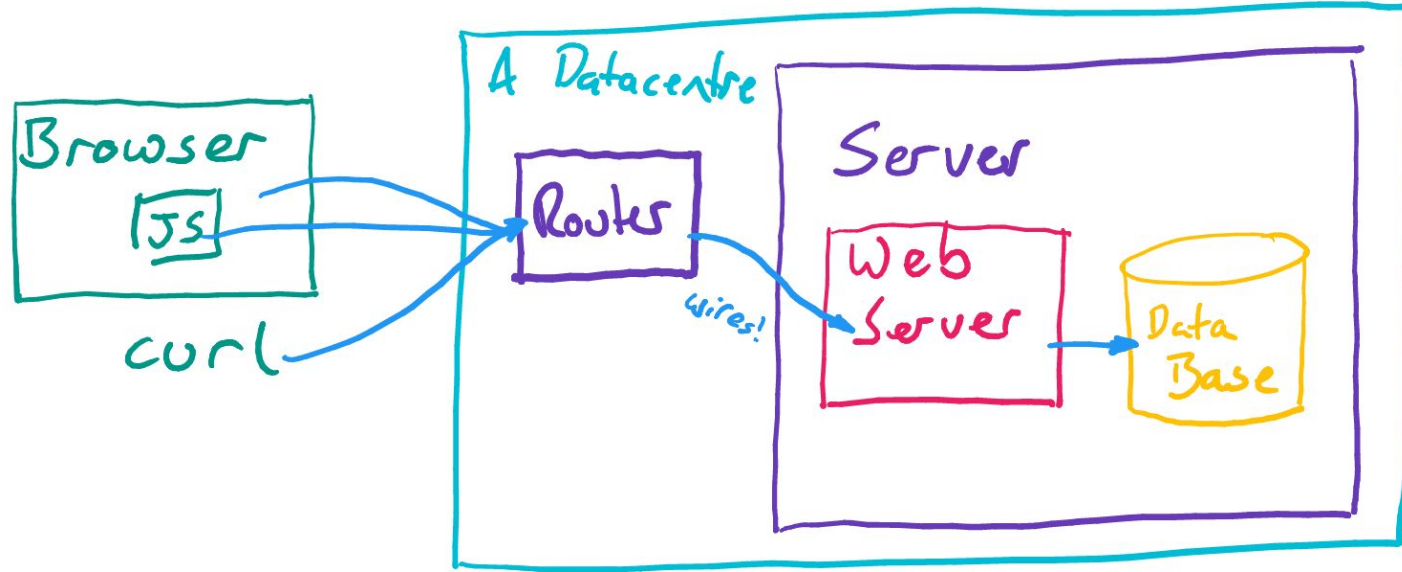 A Datacentre
Browser
JS
curl
Router
wires!
Server
Web
Server
Data
Base